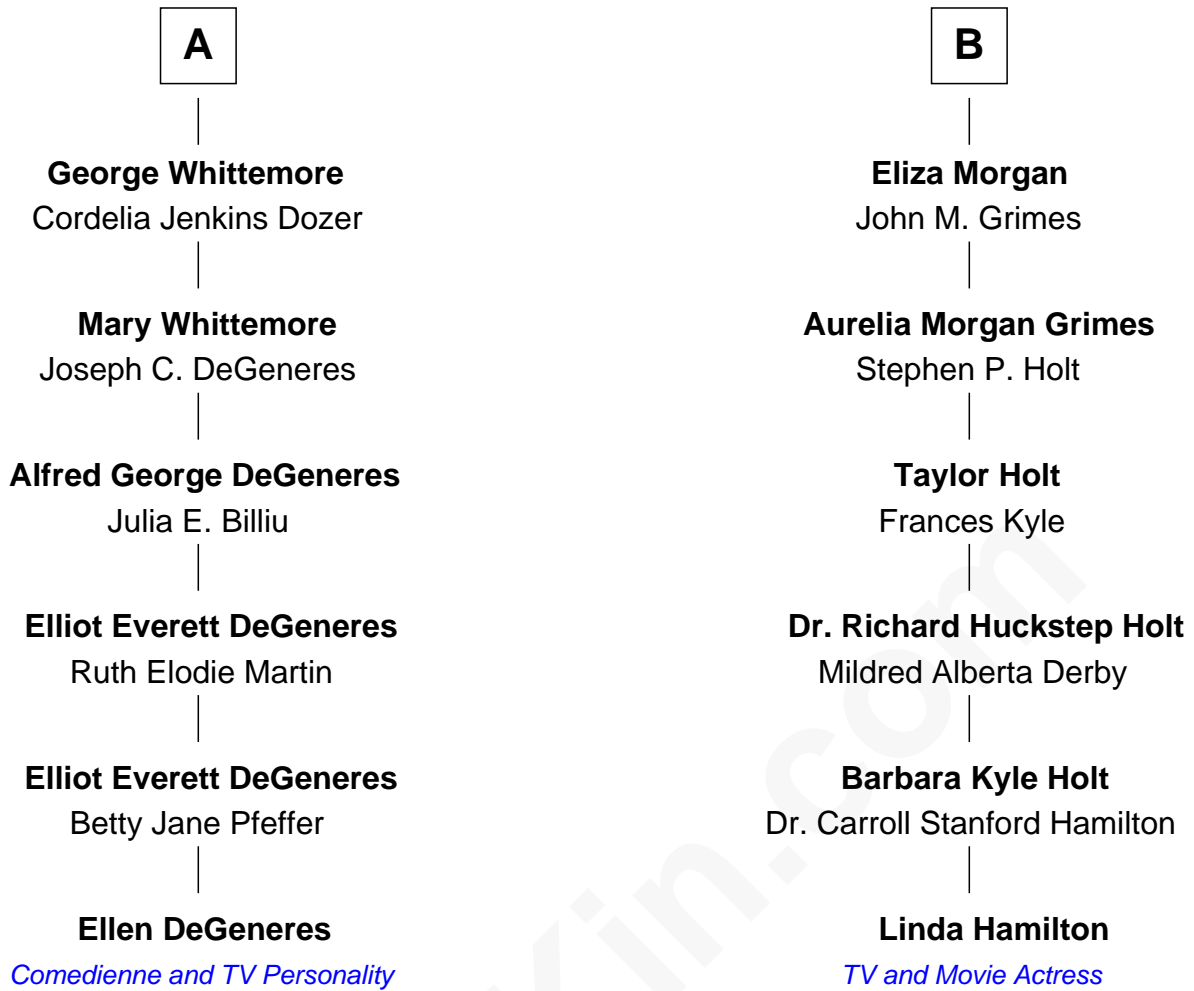 A
George Whittemore
Cordelia Jenkins Dozer
Mary Whittemore
Joseph C. DeGeneres
Alfred George DeGeneres
Julia E. Billiu
Elliot Everett DeGeneres
Ruth Elodie Martin
Elliot Everett DeGeneres
Betty Jane Pfeffer
Ellen DeGeneres
Comedienne and TV Personality
B
Eliza Morgan
John M. Grimes
Aurelia Morgan Grimes
Stephen P. Holt
Taylor Holt
Frances Kyle
Dr. Richard Huckstep Holt
Mildred Alberta Derby
Barbara Kyle Holt
Dr. Carroll Stanford Hamilton
Linda Hamilton
TV and Movie Actress
Kin.com